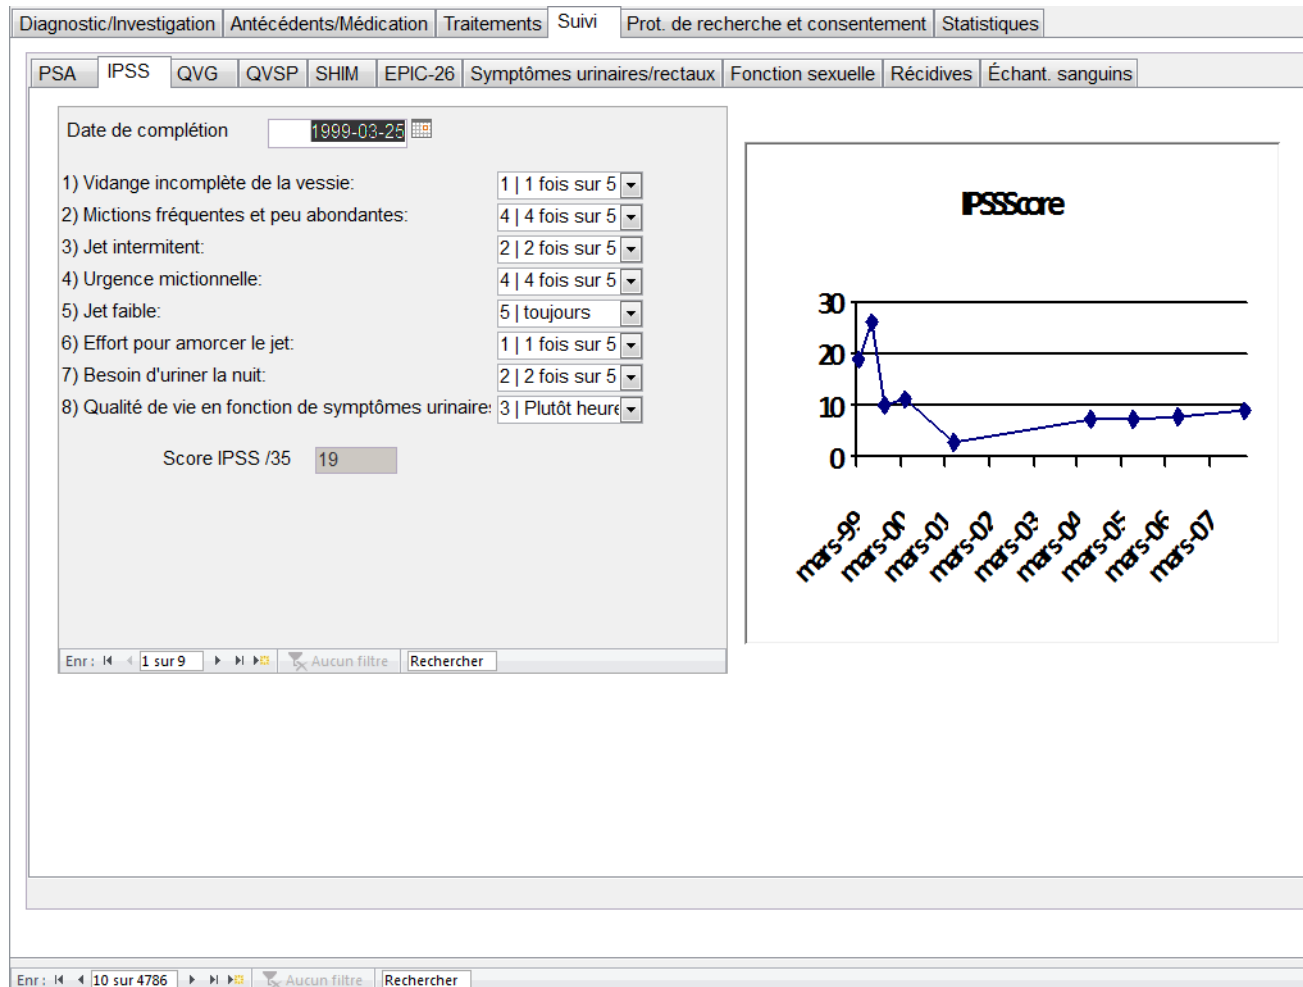 Diagnostic/Investigation Antécédents/Médication Traitements Suivi Prot. de recherche et consentement Statistiques
PSA IPSS QVG QVSP SHIM EPIC-26 Symptômes urinaires/rectaux Fonction sexuelle Récidives Échant. sanguins
Date de complétion 1999-03-25
1) Vidange incomplète de la vessie: 1 | 1 fois sur 5
2) Mictions fréquentes et peu abondantes: 4 | 4 fois sur 5
3) Jet intermitent: 2 | 2 fois sur 5
4) Urgence mictionnelle: 4 | 4 fois sur 5
5) Jet faible: 5 | toujours
6) Effort pour amorcer le jet: 1 | 1 fois sur 5
7) Besoin d'uriner la nuit: 2 | 2 fois sur 5
8) Qualité de vie en fonction de symptômes urinaires 3 | Plutôt heure
Score IPSS /35 19
Enr : 1 sur 9 Aucun filtre Rechercher
IPSSScore
30
20
10
0
mars-99 mars-00 mars-01 mars-02 mars-03 mars-04 mars-05 mars-06 mars-07
Enr : 10 sur 4786 Aucun filtre Rechercher